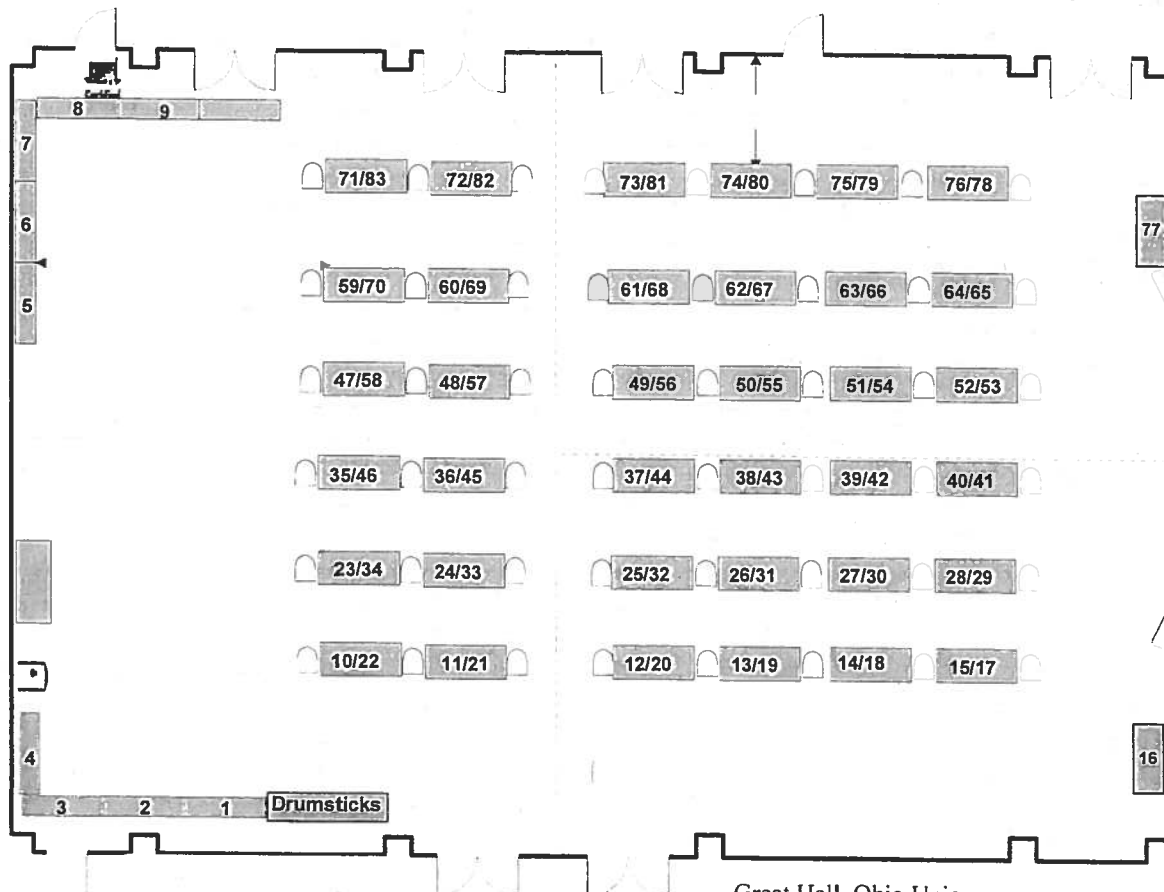 8 9
7
71/83 72/82 73/81 74/80 75/79 76/78
6
77
59/70 60/69 61/68 62/67 63/66 64/65
5
47/58 48/57 49/56 50/55 51/54 52/53
35/46 36/45 37/44 38/43 39/42 40/41
23/34 24/33 25/32 26/31 27/30 28/29
10/22 11/21 12/20 13/19 14/18 15/17
4
16
3 2 1 Drumsticks
Great Hall, Ohio